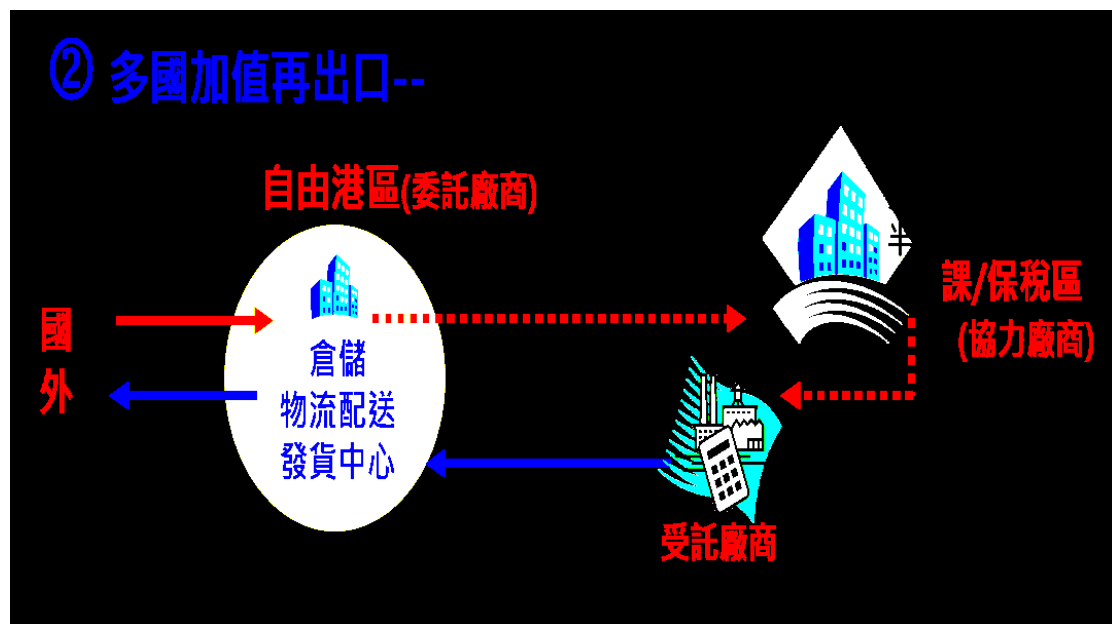 ② 多國加值再出口--
自由港區(委託廠商)
半
課/保稅區
(協力廠商)
國
外
倉儲
物流配送
發貨中心
受託廠商